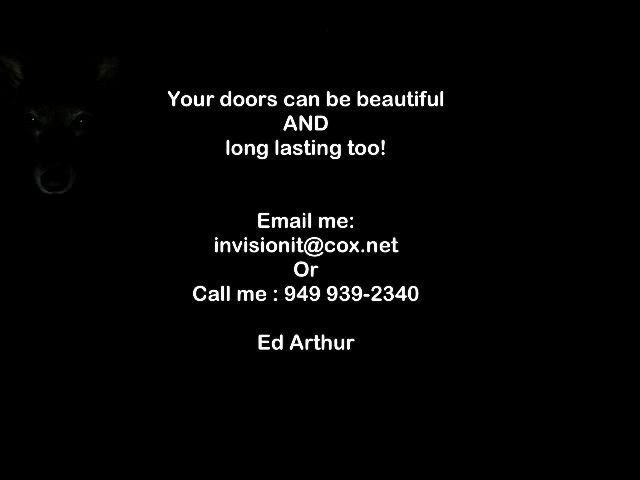 Your doors can be beautiful
AND
long lasting too!
Email me:
invisionit@cox.net
Or
Call me : 949 939-2340
Ed Arthur